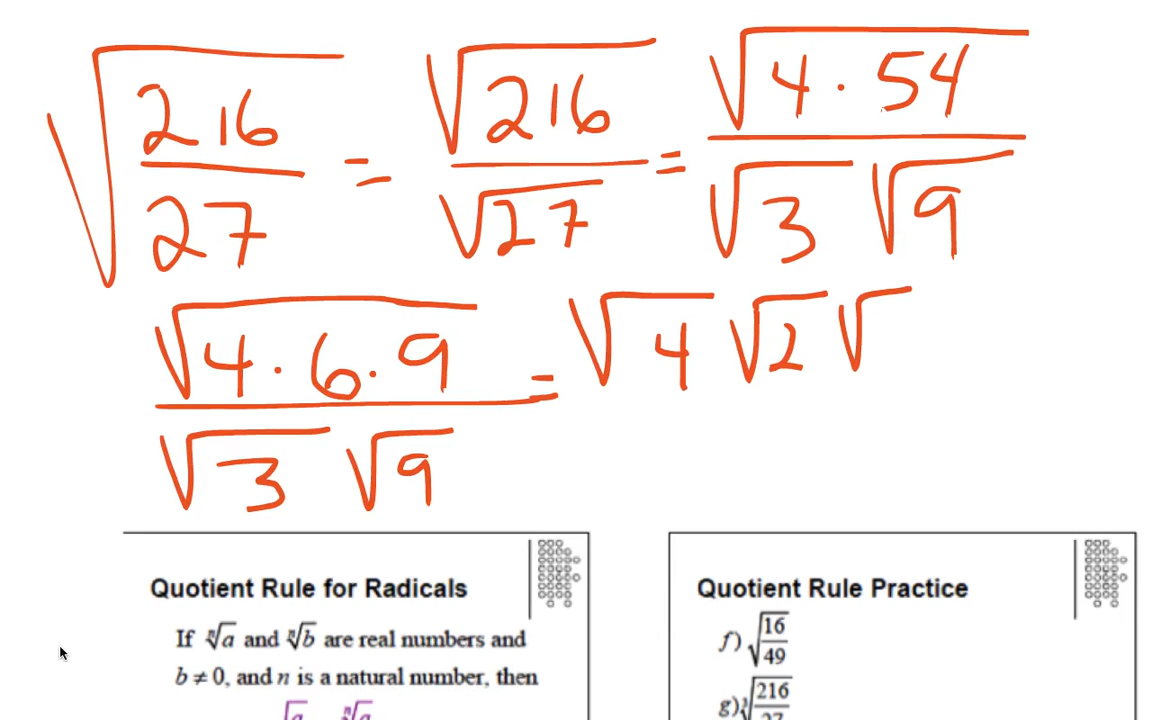 √(216/27) = √216/√27 = √(4·54)/(√3 √9)
√(4·6·9)/(√3 √9) = √4 √2 √
Quotient Rule for Radicals
If ⁿ√a and ⁿ√b are real numbers and
b ≠ 0, and n is a natural number, then
Quotient Rule Practice
f) √(16/49)
g) ³√(216/27)